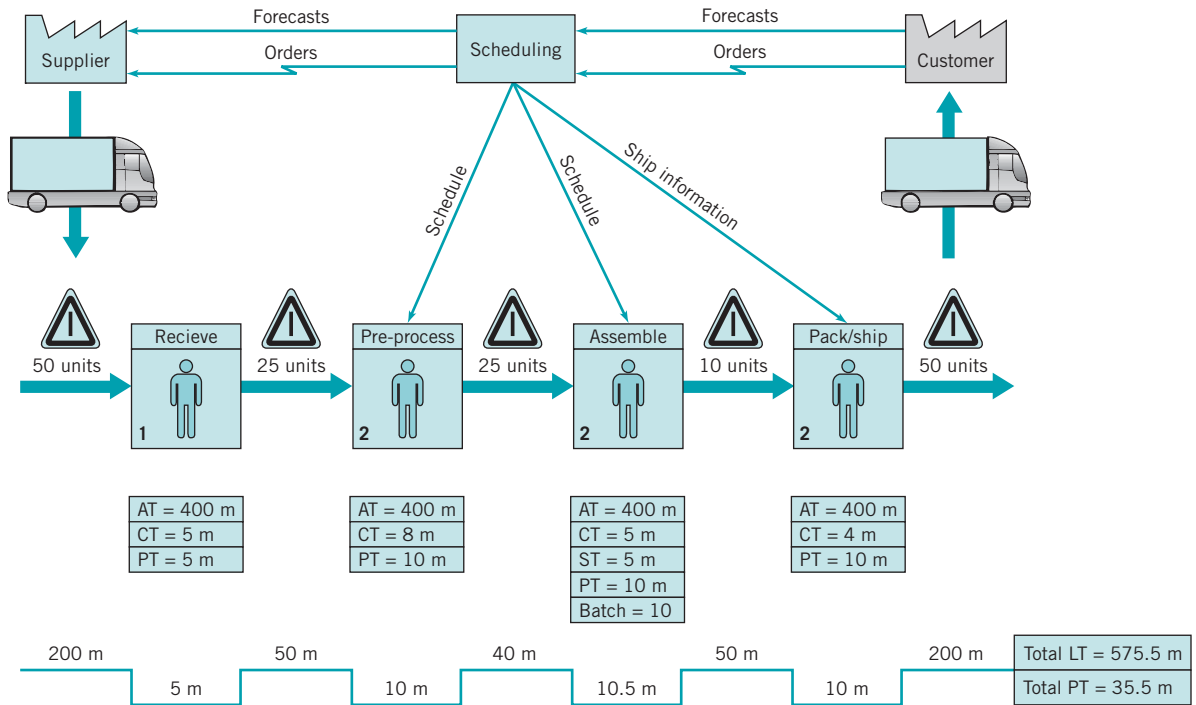 Forecasts
Forecasts
Supplier
Scheduling
Customer
Orders
Orders
Schedule
Schedule
Ship information
50 units
25 units
25 units
10 units
50 units
Recieve
Pre-process
Assemble
Pack/ship
1
2
2
2
AT = 400 m
CT = 5 m
PT = 5 m
AT = 400 m
CT = 8 m
PT = 10 m
AT = 400 m
CT = 5 m
ST = 5 m
PT = 10 m
Batch = 10
AT = 400 m
CT = 4 m
PT = 10 m
200 m
5 m
50 m
10 m
40 m
10.5 m
50 m
10 m
200 m
Total LT = 575.5 m
Total PT = 35.5 m